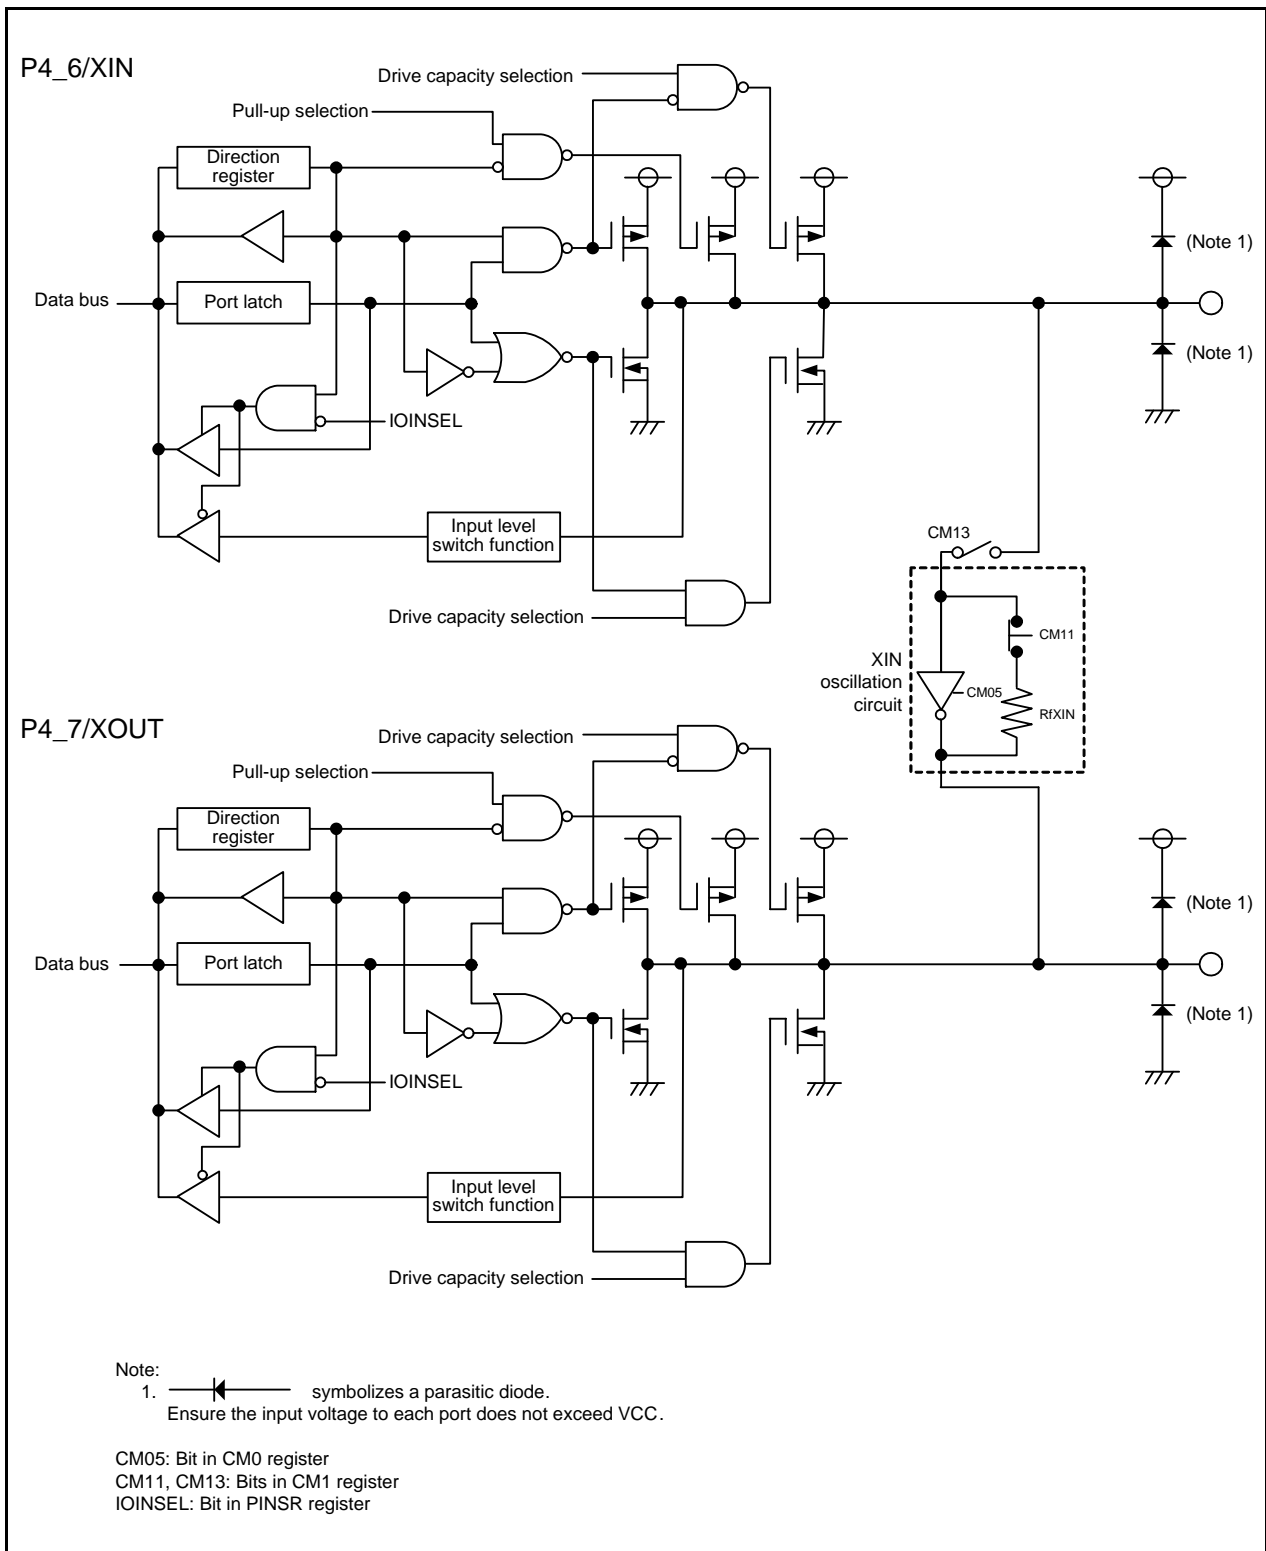 P4_6/XIN
Drive capacity selection
Pull-up selection
Direction
register
(Note 1)
Data bus
Port latch
(Note 1)
IOINSEL
Input level
switch function
CM13
Drive capacity selection
CM11
XIN
oscillation
circuit
CM05
RfXIN
P4_7/XOUT
Drive capacity selection
Pull-up selection
Direction
register
(Note 1)
Data bus
Port latch
(Note 1)
IOINSEL
Input level
switch function
Drive capacity selection
Note:
1. symbolizes a parasitic diode.
Ensure the input voltage to each port does not exceed VCC.
CM05: Bit in CM0 register
CM11, CM13: Bits in CM1 register
IOINSEL: Bit in PINSR register